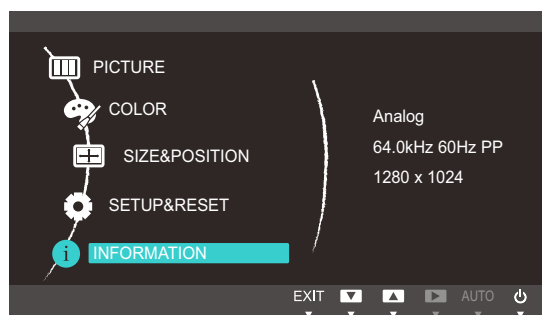 PICTURE
COLOR
SIZE&POSITION
SETUP&RESET
INFORMATION
Analog
64.0kHz 60Hz PP
1280 x 1024
EXIT AUTO